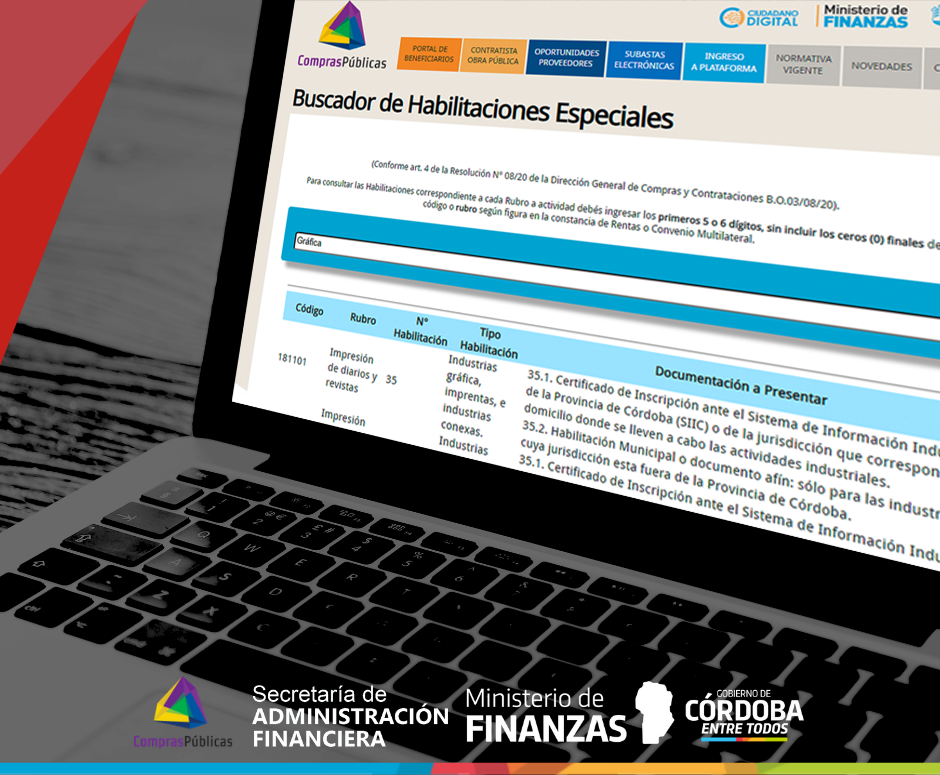 ComprasPúblicas
CIUDADANO
DIGITAL
Ministerio de
FINANZAS
PORTAL DE
BENEFICIARIOS
CONTRATISTA
OBRA PÚBLICA
OPORTUNIDADES
PROVEEDORES
SUBASTAS
ELECTRÓNICAS
INGRESO
A PLATAFORMA
NORMATIVA
VIGENTE
NOVEDADES
C
Buscador de Habilitaciones Especiales
(Conforme art. 4 de la Resolución N° 08/20 de la Dirección General de Compras y Contrataciones B.O.03/08/20).
Para consultar las Habilitaciones correspondiente a cada Rubro a actividad debés ingresar los primeros 5 o 6 dígitos, sin incluir los ceros (0) finales de
código o rubro según figura en la constancia de Rentas o Convenio Multilateral.
Gráfica
Código
Rubro
N°
Habilitación
Tipo
Habilitación
Documentación a Presentar
181101
Impresión
de diarios y
revistas
35
Industrias
gráfica,
imprentas, e
industrias
conexas.
35.1. Certificado de Inscripción ante el Sistema de Información Indu
de la Provincia de Córdoba (SIIC) o de la jurisdicción que correspon
domicilio donde se lleven a cabo las actividades industriales.
35.2. Habilitación Municipal o documento afín: sólo para las industr
cuya jurisdicción esta fuera de la Provincia de Córdoba.
Impresión
Industrias
35.1. Certificado de Inscripción ante el Sistema de Información Indu
ComprasPúblicas
Secretaría de
ADMINISTRACIÓN
FINANCIERA
Ministerio de
FINANZAS
GOBIERNO DE
CÓRDOBA
ENTRE TODOS